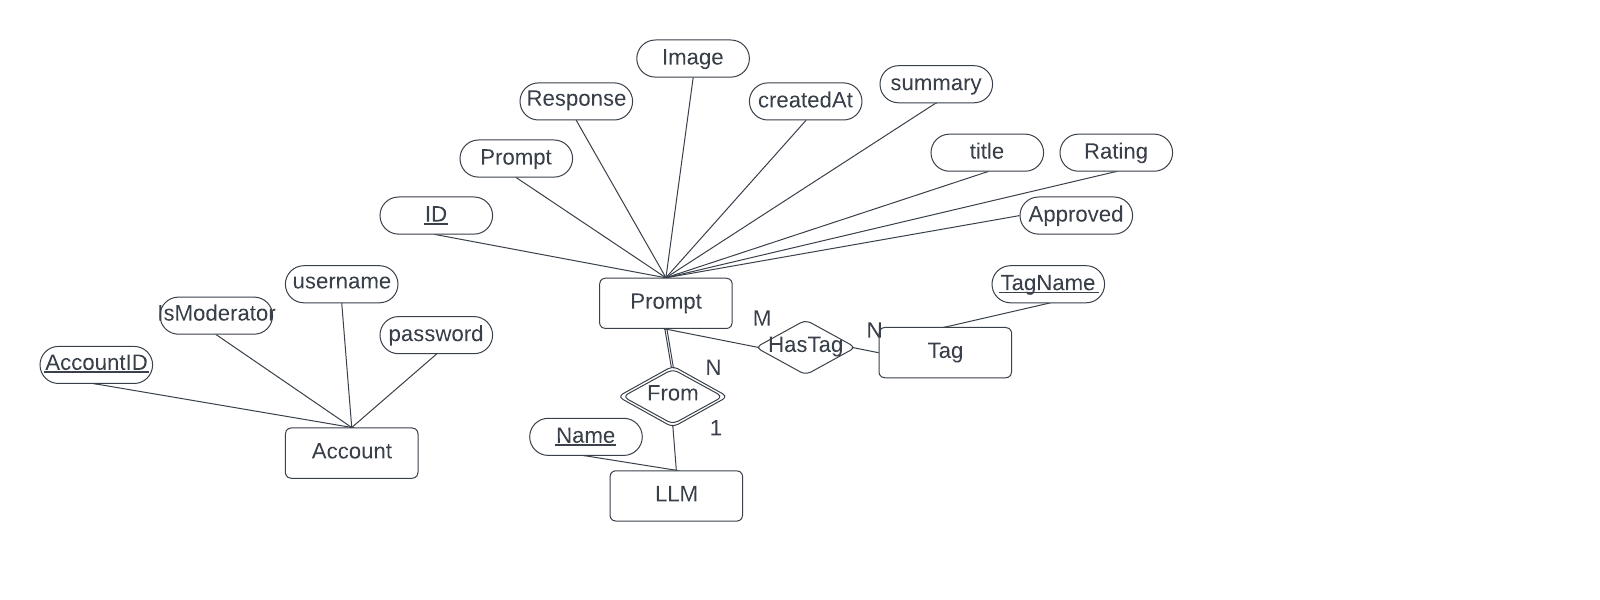 Image
summary
Response
createdAt
Prompt
title
Rating
ID
Approved
username
TagName
Prompt
IsModerator
M
HasTag
N
Tag
password
AccountID
N
From
1
Name
Account
LLM